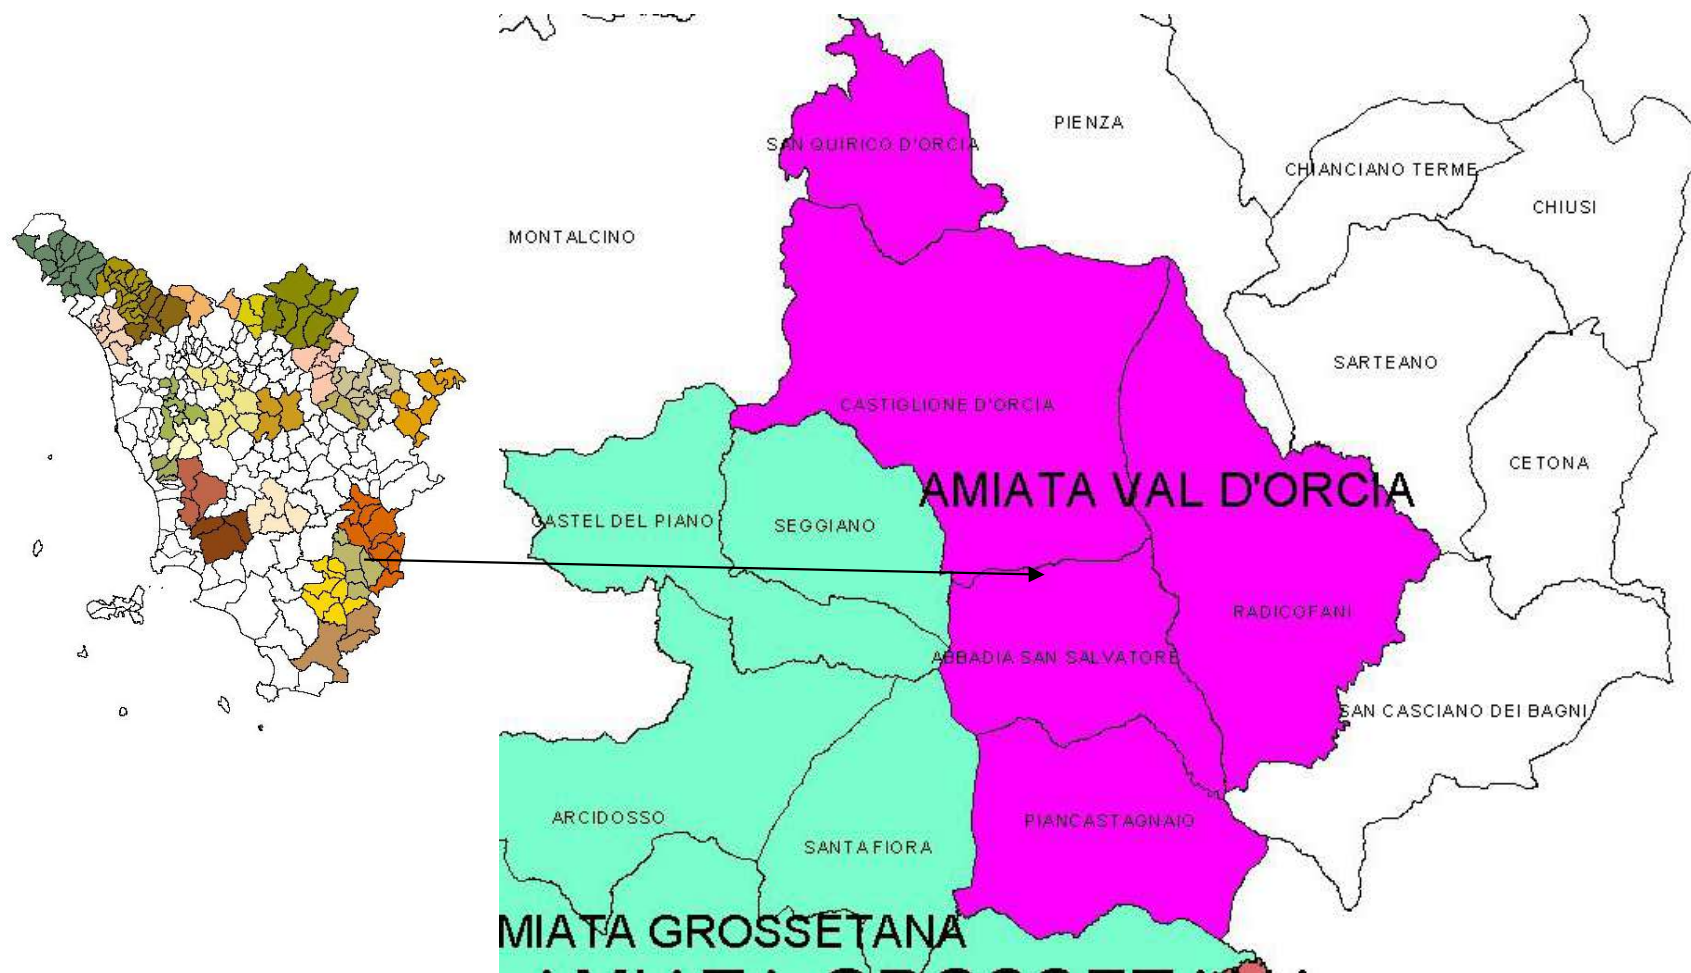 PIENZA
SAN QUIRICO D'ORCIA
CHIANCIANO TERME
CHIUSI
MONTALCINO
SARTEANO
CASTIGLIONE D'ORCIA
CETONA
AMIATA VAL D'ORCIA
CASTEL DEL PIANO
SEGGIANO
RADICOFANI
ABBADIA SAN SALVATORE
SAN CASCIANO DEI BAGNI
ARCIDOSSO
PIANCASTAGNAIO
SANTA FIORA
MIATA GROSSETANA